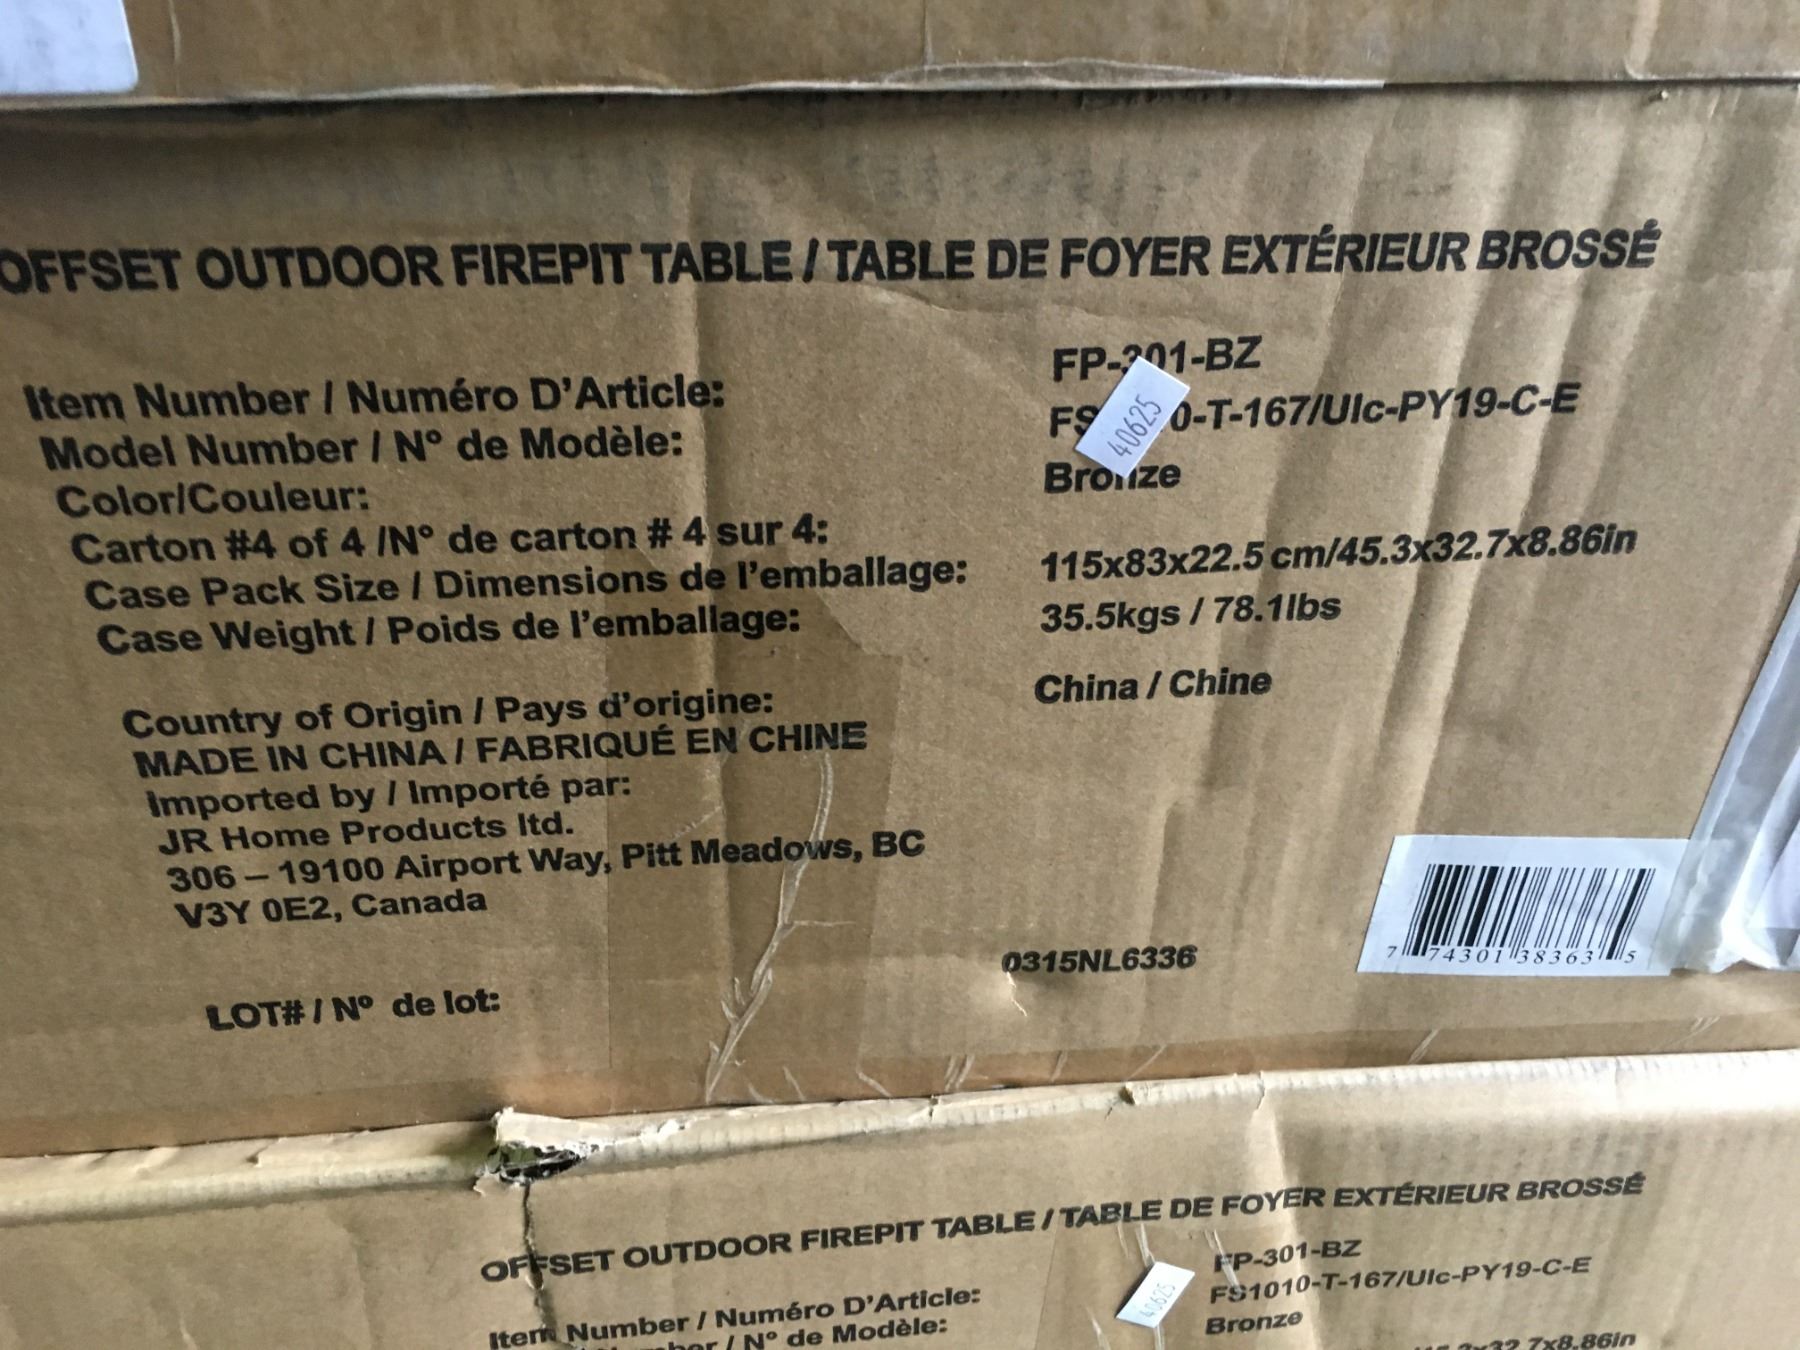 OFFSET OUTDOOR FIREPIT TABLE / TABLE DE FOYER EXTÉRIEUR BROSSÉ
Item Number / Numéro D'Article: FP-301-BZ
Model Number / N° de Modèle: FS 0-T-167/Ulc-PY19-C-E
40625
Color/Couleur: Bronze
Carton #4 of 4 /N° de carton # 4 sur 4:
Case Pack Size / Dimensions de l'emballage: 115x83x22.5 cm/45.3x32.7x8.86in
Case Weight / Poids de l'emballage: 35.5kgs / 78.1lbs
Country of Origin / Pays d'origine: China / Chine
MADE IN CHINA / FABRIQUÉ EN CHINE
Imported by / Importé par:
JR Home Products ltd.
306 – 19100 Airport Way, Pitt Meadows, BC
V3Y 0E2, Canada
LOT# / N° de lot: 0315NL6336
7 74301 38363 5
OFFSET OUTDOOR FIREPIT TABLE / TABLE DE FOYER EXTÉRIEUR BROSSÉ
Item Number / Numéro D'Article: FP-301-BZ
/ N° de Modèle: FS1010-T-167/Ulc-PY19-C-E
40625
Bronze